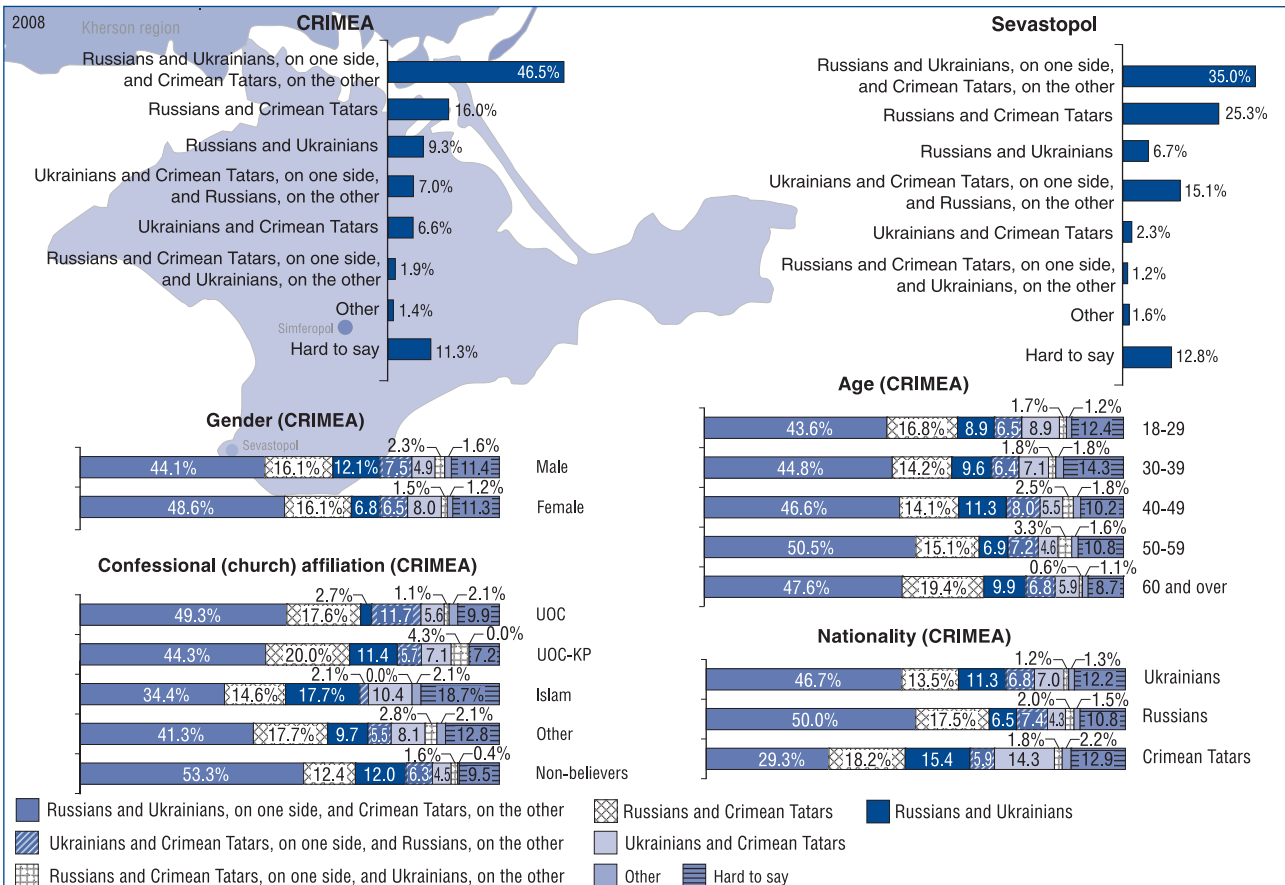 2008
Kherson region
CRIMEA
Russians and Ukrainians, on one side,
and Crimean Tatars, on the other
46.5%
Russians and Crimean Tatars
16.0%
Russians and Ukrainians
9.3%
Ukrainians and Crimean Tatars, on one side,
and Russians, on the other
7.0%
Ukrainians and Crimean Tatars
6.6%
Russians and Crimean Tatars, on one side,
and Ukrainians, on the other
1.9%
Other
1.4%
Simferopol
Hard to say
11.3%
Sevastopol
Russians and Ukrainians, on one side,
and Crimean Tatars, on the other
35.0%
Russians and Crimean Tatars
25.3%
Russians and Ukrainians
6.7%
Ukrainians and Crimean Tatars, on one side,
and Russians, on the other
15.1%
Ukrainians and Crimean Tatars
2.3%
Russians and Crimean Tatars, on one side,
and Ukrainians, on the other
1.2%
Other
1.6%
Hard to say
12.8%
Gender (CRIMEA)
Sevastopol
2.3% 1.6%
44.1% 16.1% 12.1% 7.5 4.9 11.4 Male
1.5% 1.2%
48.6% 16.1% 6.8 6.5 8.0 11.3 Female
Confessional (church) affiliation (CRIMEA)
2.7% 1.1% 2.1%
49.3% 17.6% 11.7 5.6 9.9 UOC
4.3% 0.0%
44.3% 20.0% 11.4 5.7 7.1 7.2 UOC-KP
2.1% 0.0% 2.1%
34.4% 14.6% 17.7% 10.4 18.7% Islam
2.8% 2.1%
41.3% 17.7% 9.7 5.5 8.1 12.8 Other
1.6% 0.4%
53.3% 12.4 12.0 6.3 4.5 9.5 Non-believers
Age (CRIMEA)
1.7% 1.2%
43.6% 16.8% 8.9 6.5 8.9 12.4 18-29
1.8% 1.8%
44.8% 14.2% 9.6 6.4 7.1 14.3 30-39
2.5% 1.8%
46.6% 14.1% 11.3 8.0 5.5 10.2 40-49
3.3% 1.6%
50.5% 15.1% 6.9 7.2 4.6 10.8 50-59
0.6% 1.1%
47.6% 19.4% 9.9 6.8 5.9 8.7 60 and over
Nationality (CRIMEA)
1.2% 1.3%
46.7% 13.5% 11.3 6.8 7.0 12.2 Ukrainians
2.0% 1.5%
50.0% 17.5% 6.5 7.4 4.3 10.8 Russians
1.8% 2.2%
29.3% 18.2% 15.4 5.9 14.3 12.9 Crimean Tatars
Russians and Ukrainians, on one side, and Crimean Tatars, on the other
Russians and Crimean Tatars
Russians and Ukrainians
Ukrainians and Crimean Tatars, on one side, and Russians, on the other
Ukrainians and Crimean Tatars
Russians and Crimean Tatars, on one side, and Ukrainians, on the other
Other
Hard to say